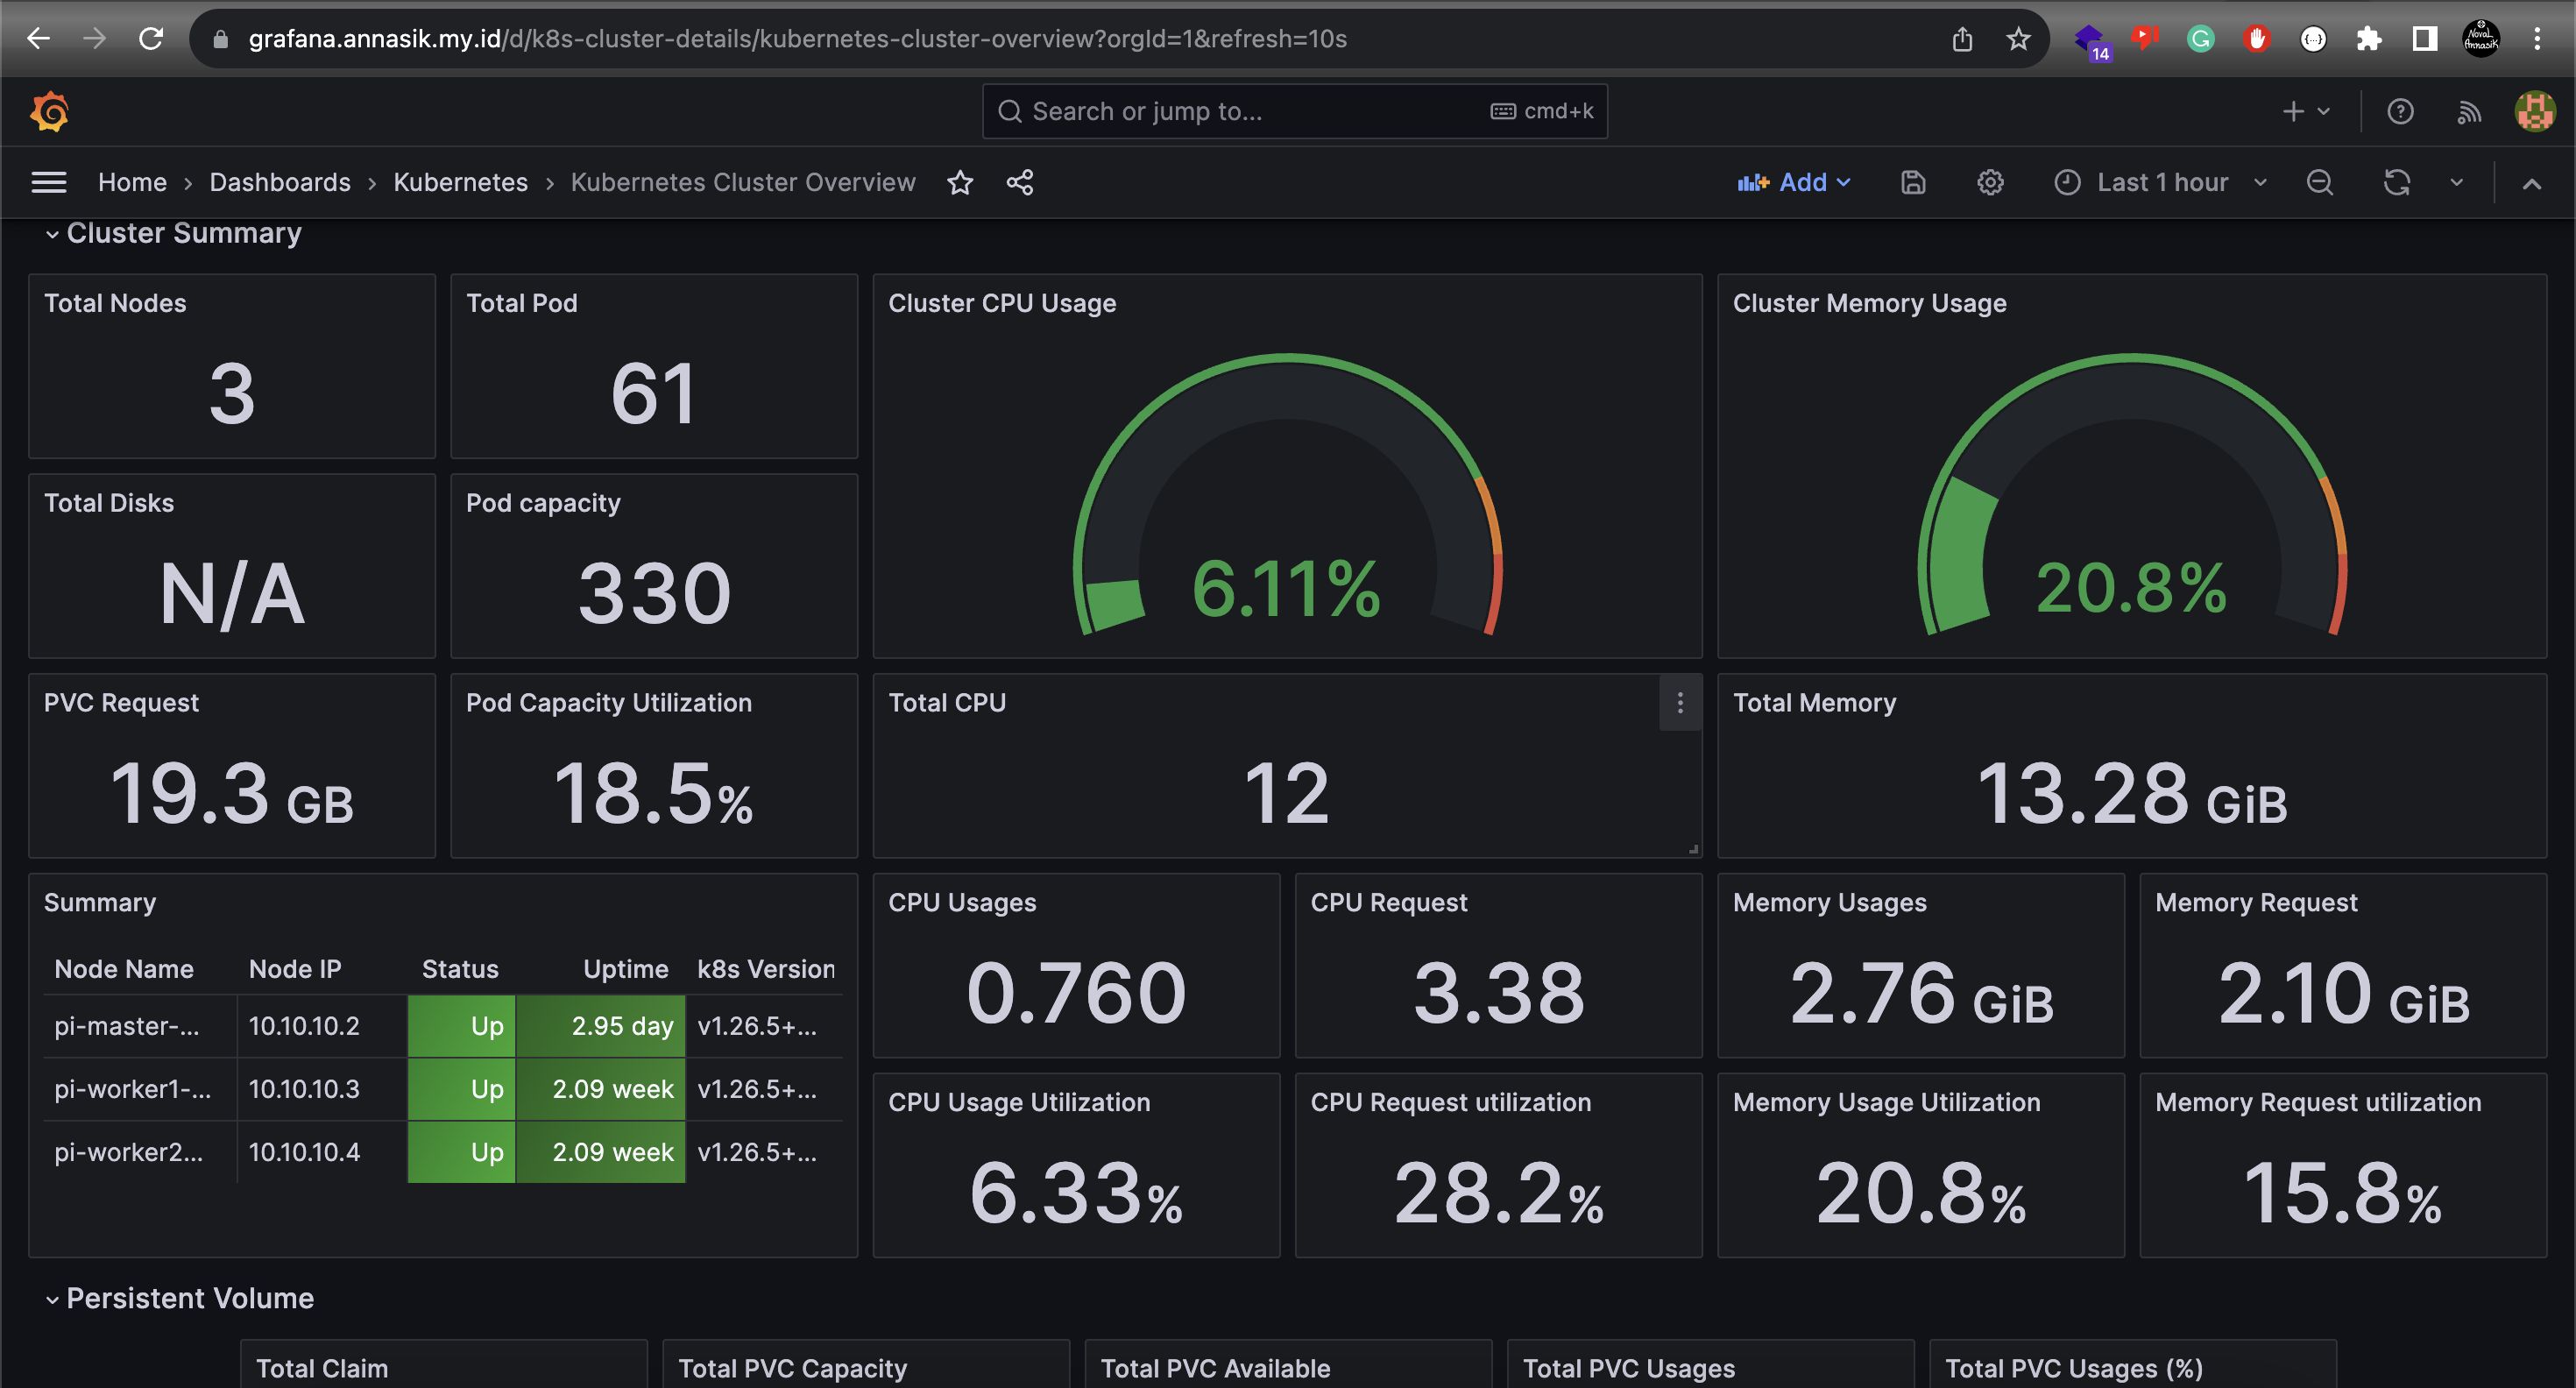 grafana.annasik.my.id/d/k8s-cluster-details/kubernetes-cluster-overview?orgId=1&refresh=10s
14
Noval Annasik
Search or jump to...
cmd+k
Home › Dashboards › Kubernetes › Kubernetes Cluster Overview
Add
Last 1 hour
Cluster Summary
Total Nodes
3
Total Pod
61
Cluster CPU Usage
6.11%
Cluster Memory Usage
20.8%
Total Disks
N/A
Pod capacity
330
PVC Request
19.3 GB
Pod Capacity Utilization
18.5%
Total CPU
12
Total Memory
13.28 GiB
Summary
Node Name Node IP Status Uptime k8s Version
pi-master-... 10.10.10.2 Up 2.95 day v1.26.5+...
pi-worker1-... 10.10.10.3 Up 2.09 week v1.26.5+...
pi-worker2... 10.10.10.4 Up 2.09 week v1.26.5+...
CPU Usages
0.760
CPU Request
3.38
Memory Usages
2.76 GiB
Memory Request
2.10 GiB
CPU Usage Utilization
6.33%
CPU Request utilization
28.2%
Memory Usage Utilization
20.8%
Memory Request utilization
15.8%
Persistent Volume
Total Claim
Total PVC Capacity
Total PVC Available
Total PVC Usages
Total PVC Usages (%)